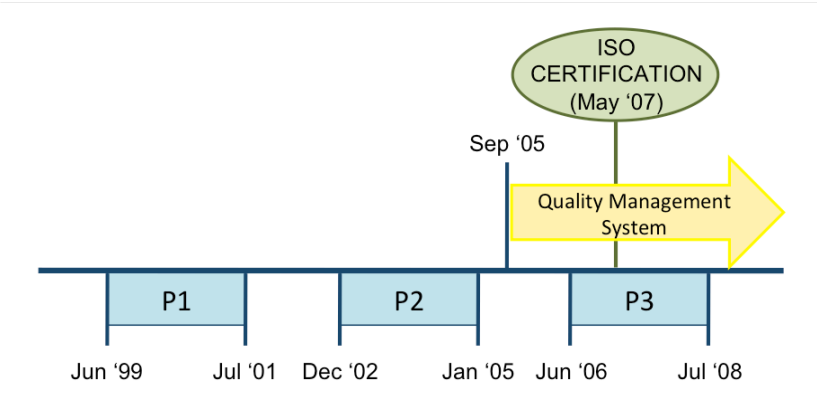 ISO
CERTIFICATION
(May ‘07)
Sep ‘05
Quality Management
System
P1
P2
P3
Jun ‘99
Jul ‘01
Dec ‘02
Jan ‘05
Jun ‘06
Jul ‘08